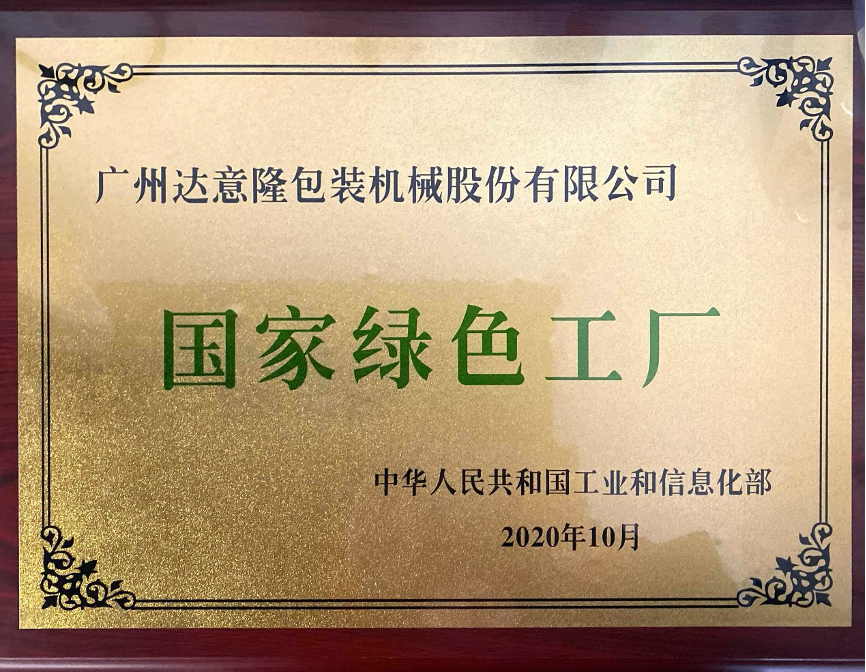 广州达意隆包装机械股份有限公司
国家绿色工厂
中华人民共和国工业和信息化部
2020年10月